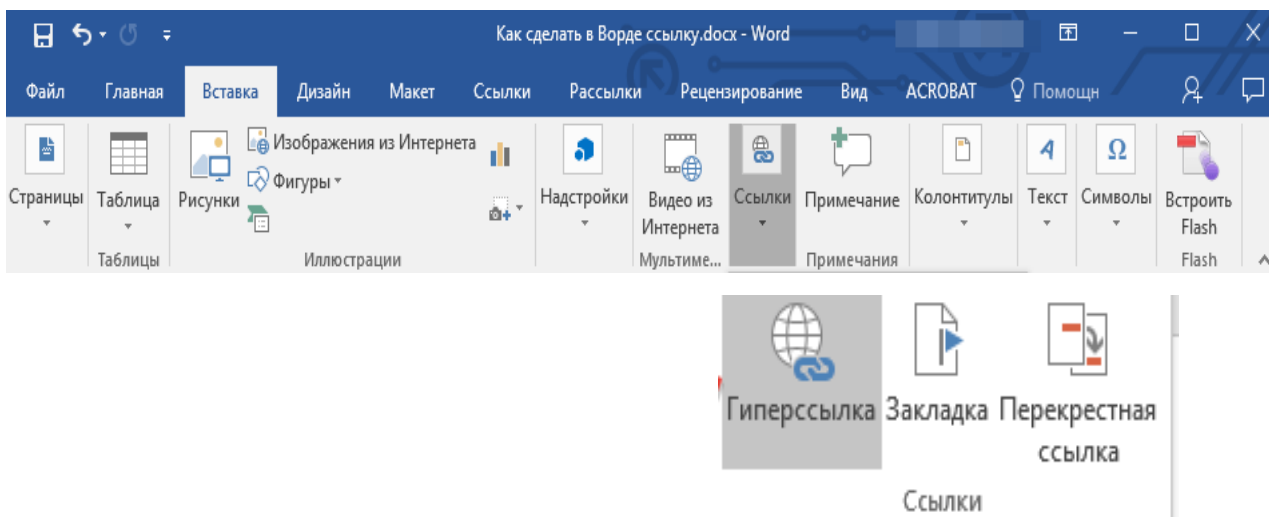 Как сделать в Ворде ссылку.docx - Word
Файл Главная Вставка Дизайн Макет Ссылки Рассылки Рецензирование Вид ACROBAT Помощн
Изображения из Интернета
Фигуры
Страницы Таблица Рисунки Надстройки Видео из Интернета Ссылки Примечание Колонтитулы Текст Символы Встроить Flash
Таблицы Иллюстрации Мультиме... Примечания Flash
Гиперссылка Закладка Перекрестная
ссылка
Ссылки